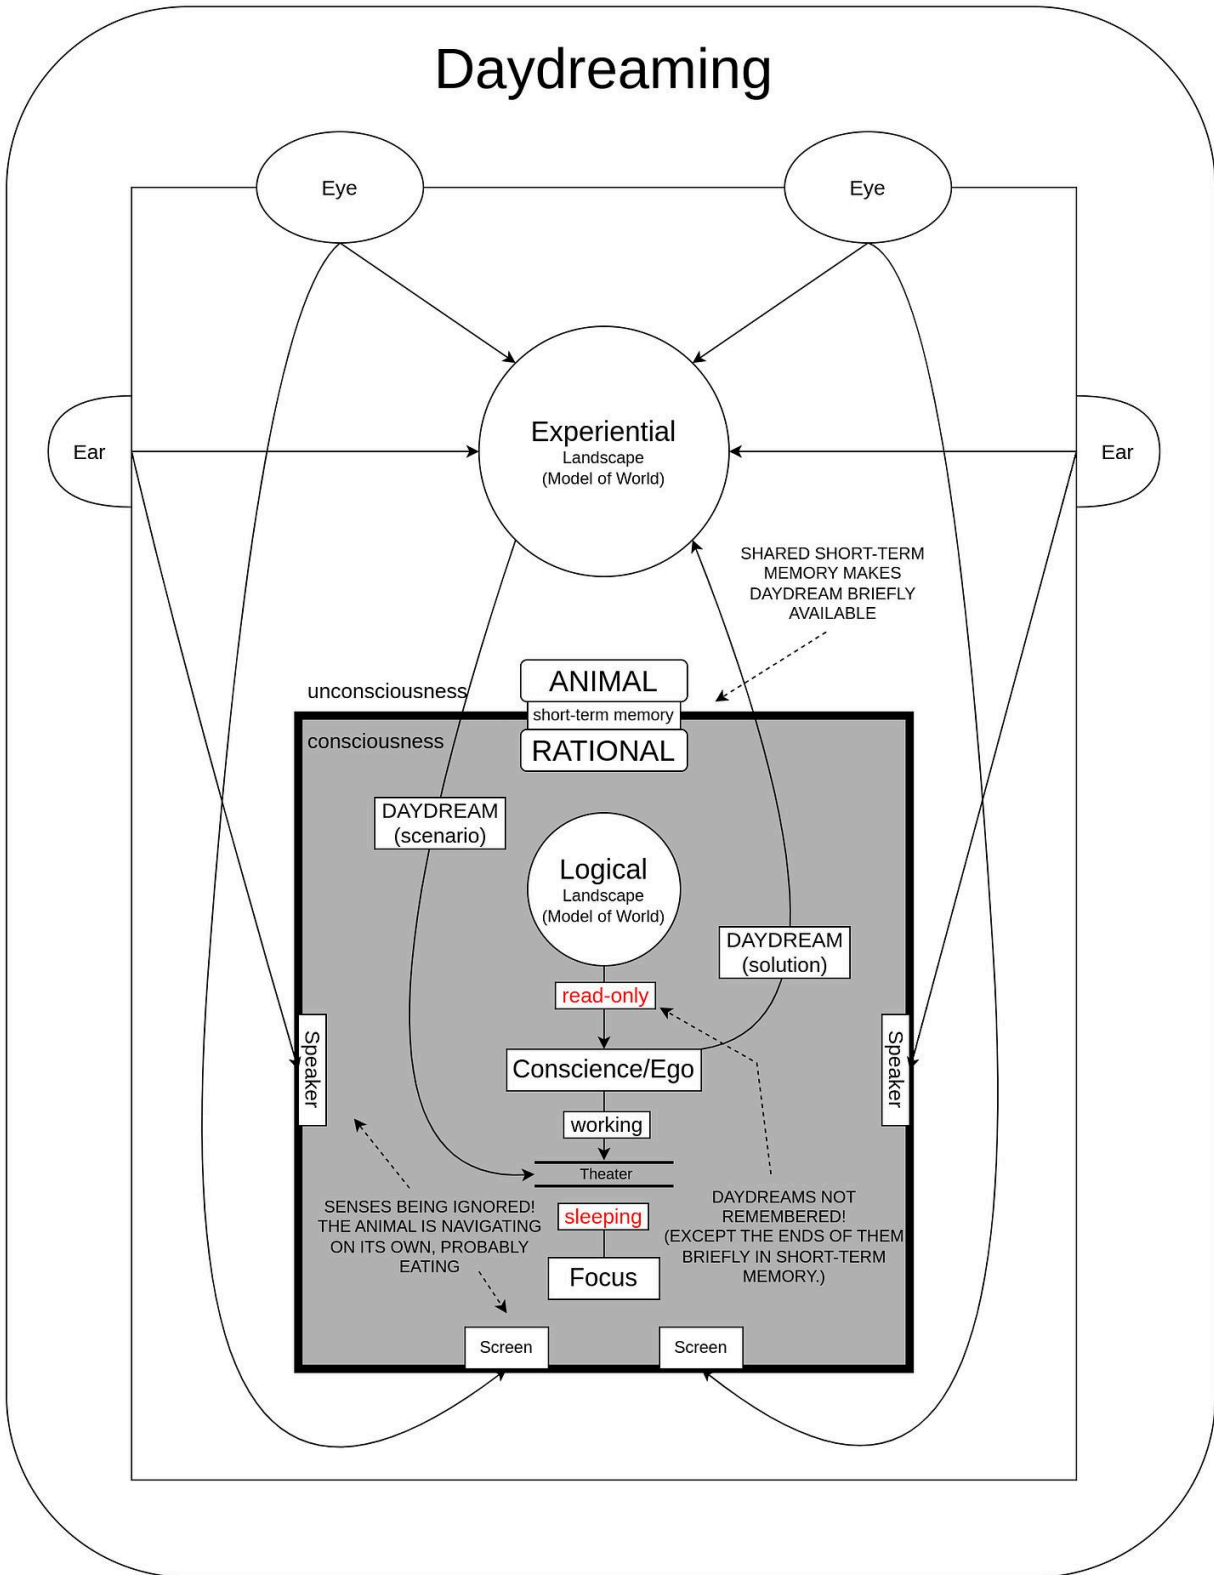 Daydreaming
Eye
Eye
Ear
Experiential
Landscape
(Model of World)
Ear
SHARED SHORT-TERM
MEMORY MAKES
DAYDREAM BRIEFLY
AVAILABLE
unconsciousness
ANIMAL
short-term memory
RATIONAL
consciousness
DAYDREAM
(scenario)
Logical
Landscape
(Model of World)
DAYDREAM
(solution)
read-only
Speaker
Conscience/Ego
Speaker
working
Theater
SENSES BEING IGNORED!
THE ANIMAL IS NAVIGATING
ON ITS OWN, PROBABLY
EATING
sleeping
Focus
DAYDREAMS NOT
REMEMBERED!
(EXCEPT THE ENDS OF THEM
BRIEFLY IN SHORT-TERM
MEMORY.)
Screen
Screen